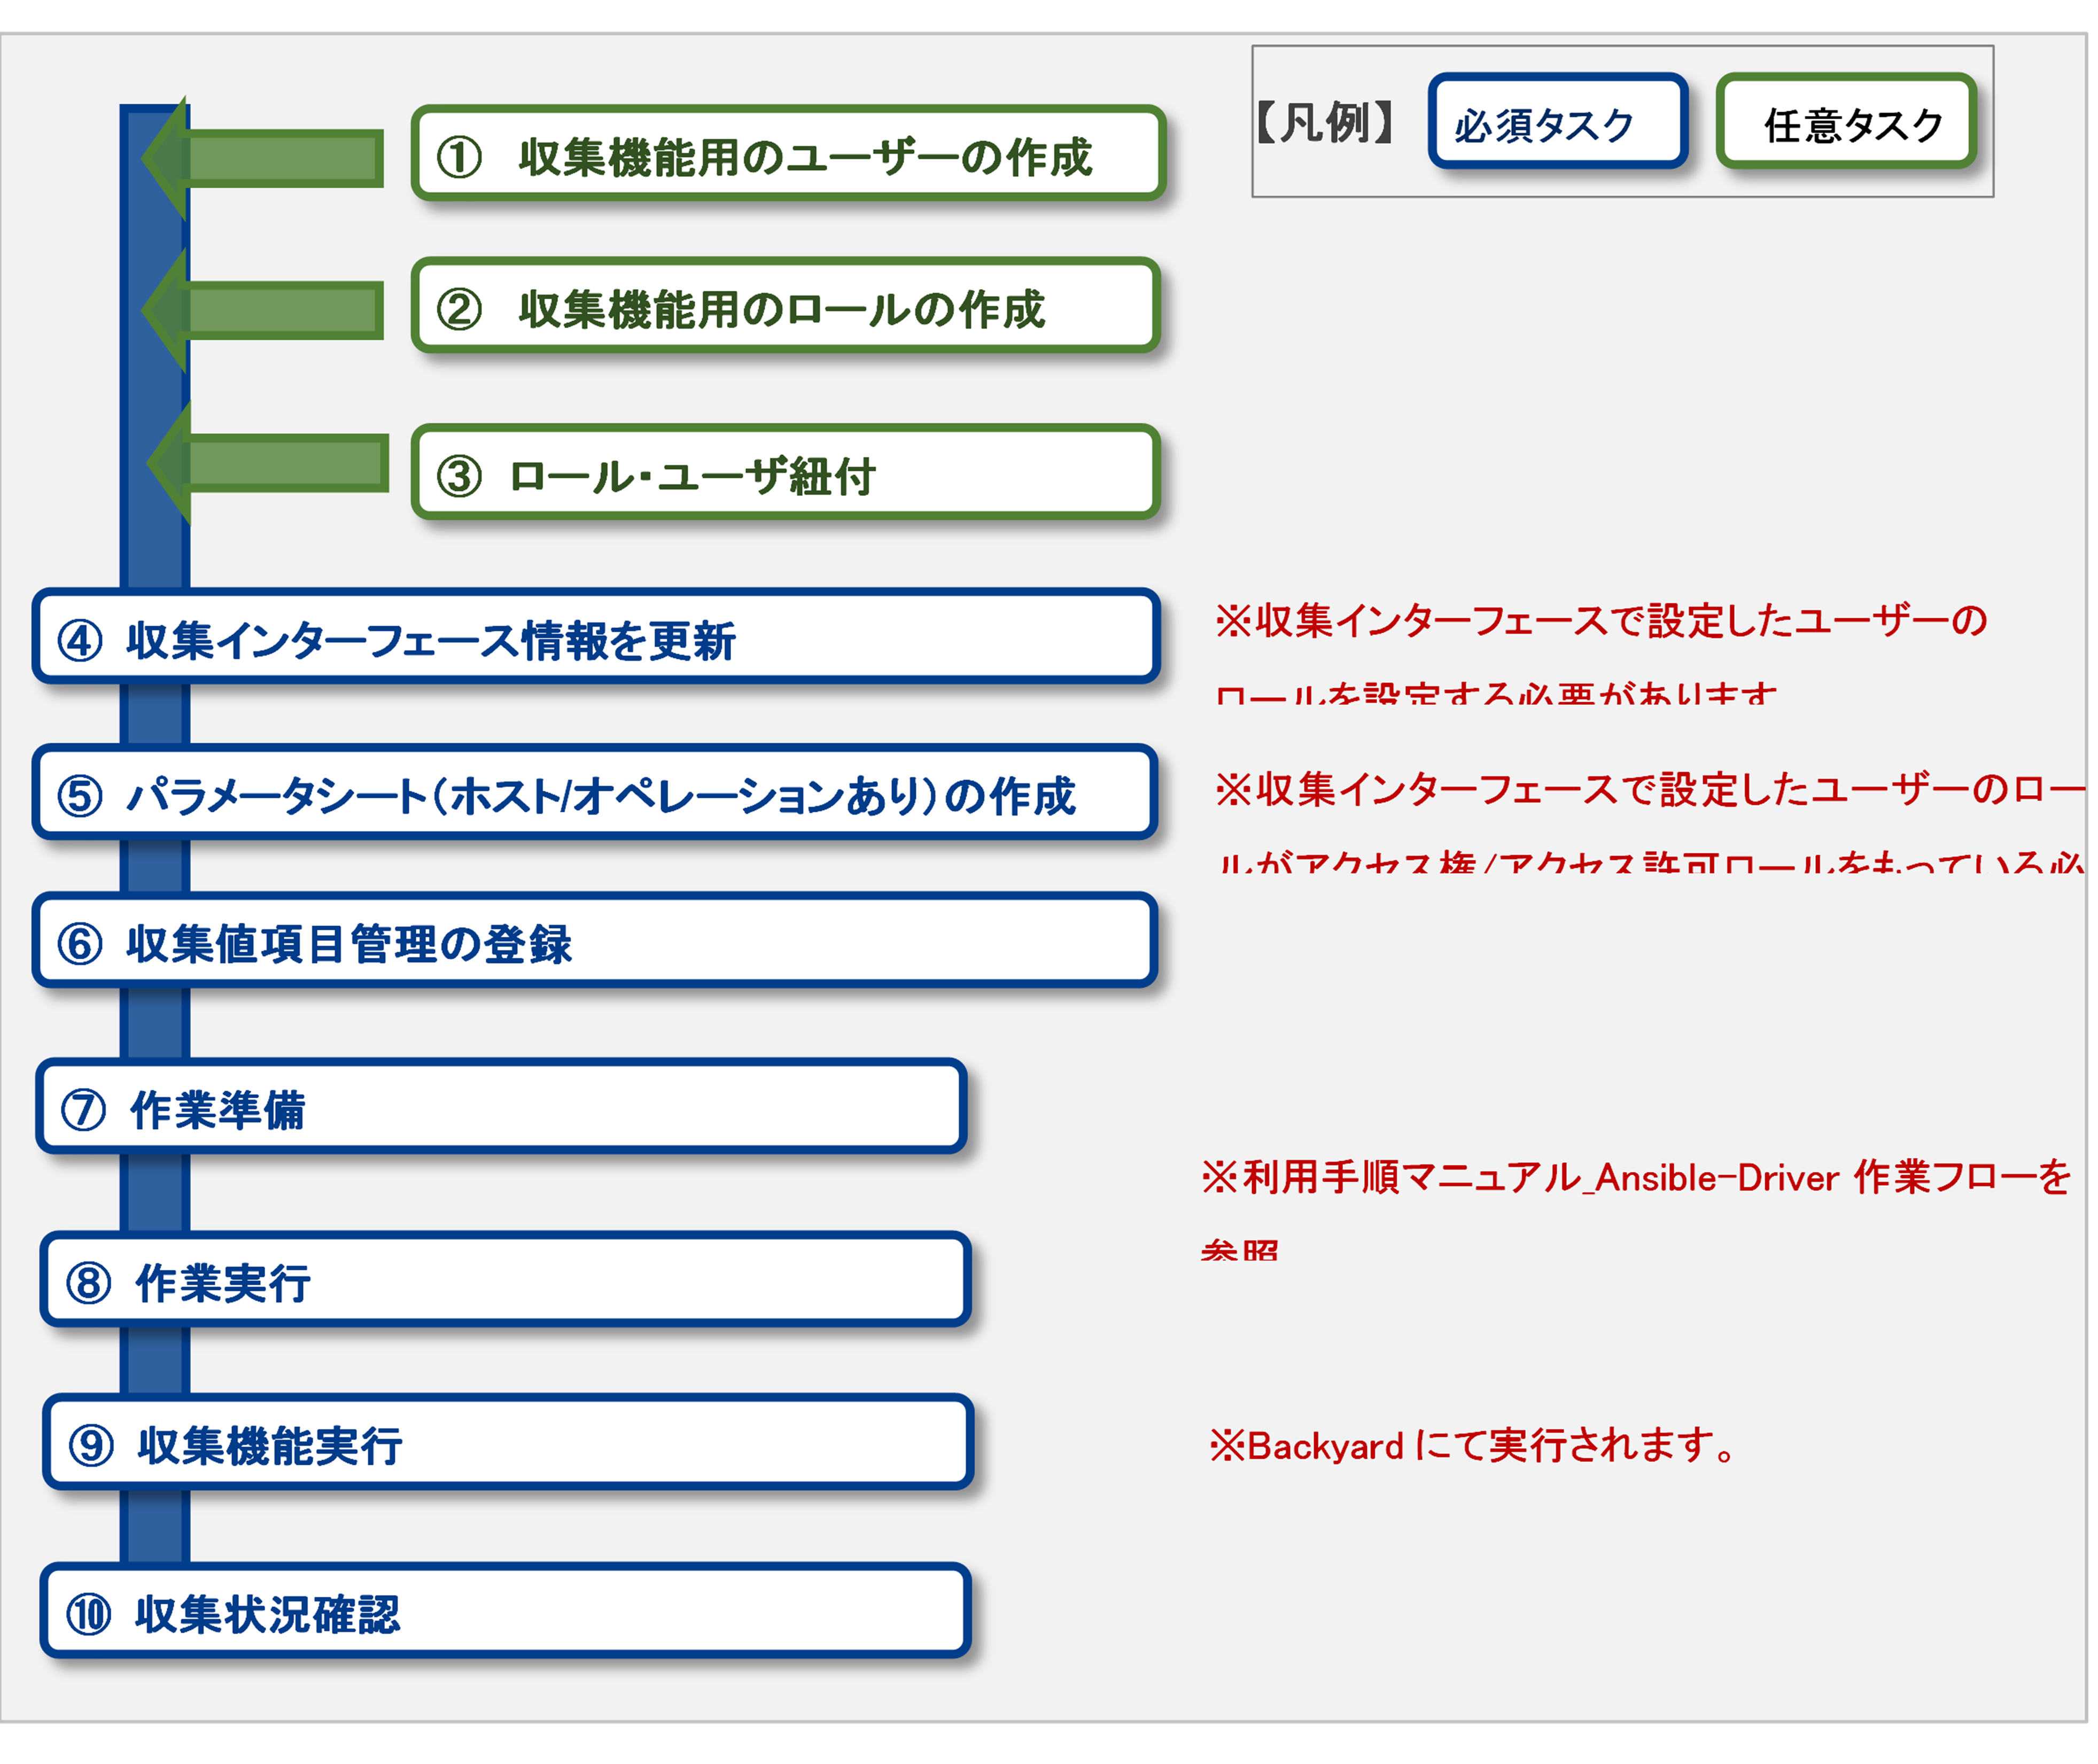 【凡例】 必須タスク 任意タスク
① 収集機能用のユーザーの作成
② 収集機能用のロールの作成
③ ロール・ユーザ紐付
④ 収集インターフェース情報を更新
※収集インターフェースで設定したユーザーの
ロールを設定する必要があります
⑤ パラメータシート(ホスト/オペレーションあり)の作成
※収集インターフェースで設定したユーザーのロー
ルがアクセス権/アクセス許可ロールをもっている必
⑥ 収集値項目管理の登録
⑦ 作業準備
※利用手順マニュアル_Ansible-Driver 作業フローを
参照
⑧ 作業実行
⑨ 収集機能実行
※Backyard にて実行されます。
⑩ 収集状況確認